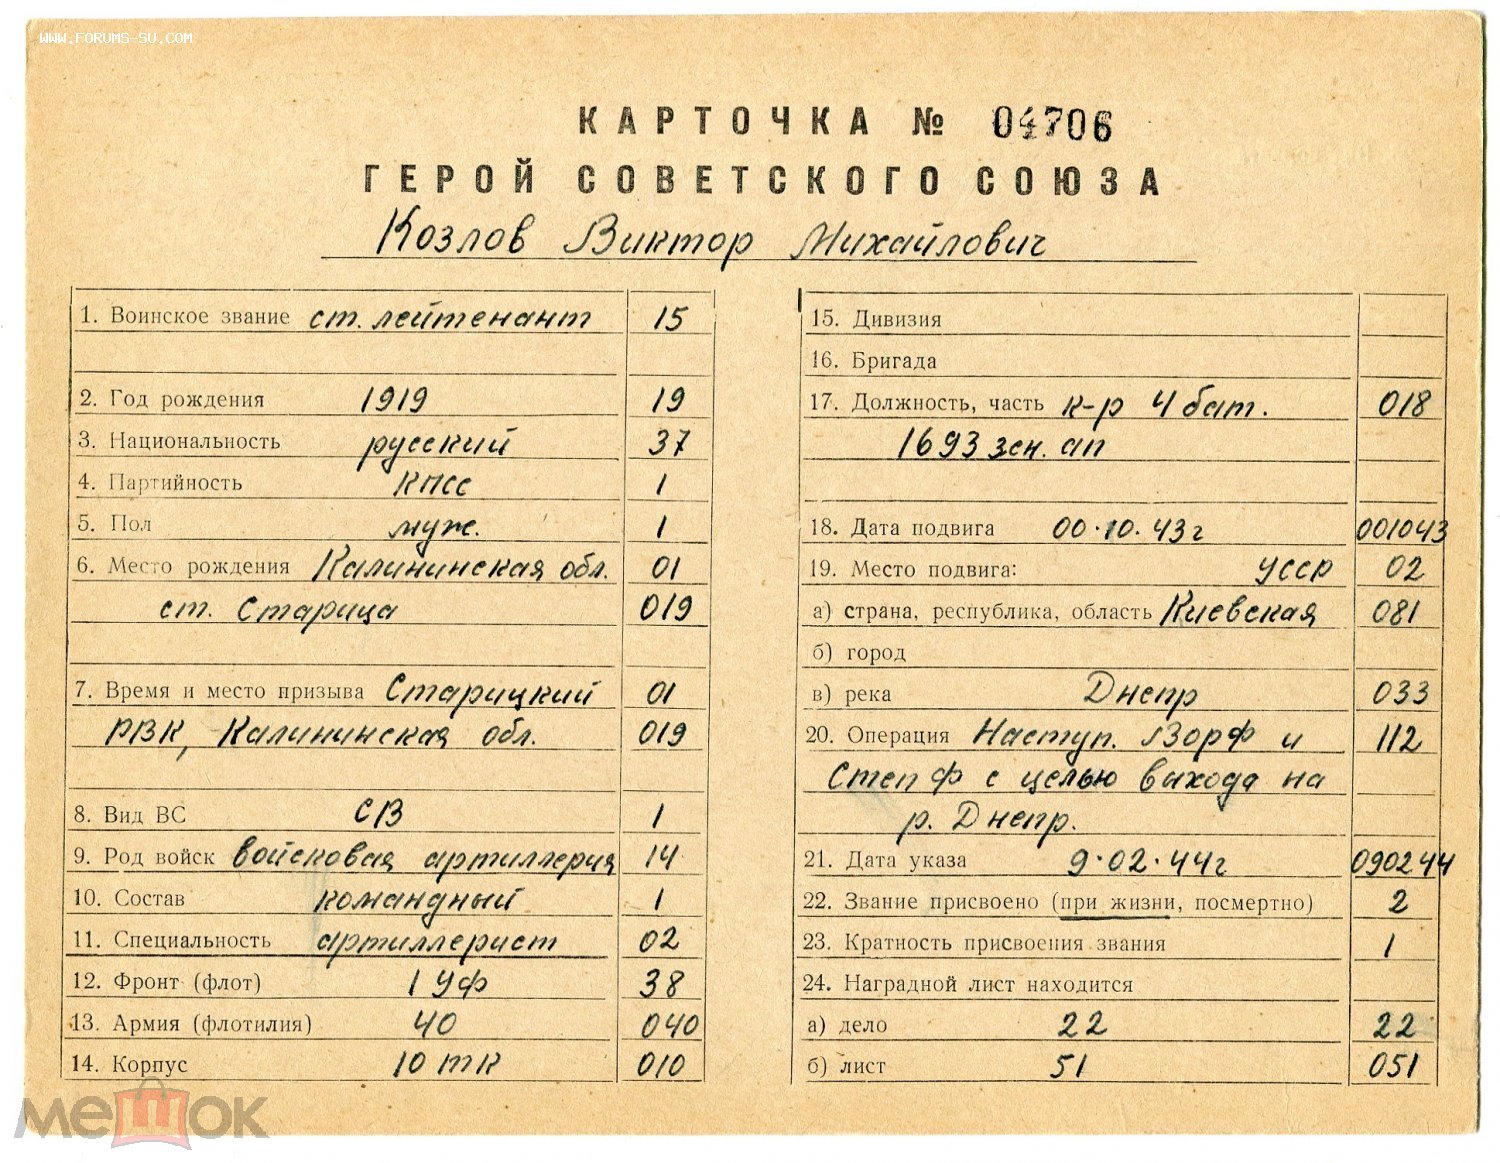 WWW.FORUMS-SU.COM
КАРТОЧКА № 04706
ГЕРОЙ СОВЕТСКОГО СОЮЗА
Козлов Виктор Михайлович
1. Воинское звание ст. лейтенант 15
2. Год рождения 1919 19
3. Национальность русский 37
4. Партийность КПСС 1
5. Пол муж. 1
6. Место рождения Калининская обл. 01
ст. Старица 019
7. Время и место призыва Старицкий 01
РВК, Калининская обл. 019
8. Вид ВС СВ 1
9. Род войск войсковая артиллерия 14
10. Состав командный 1
11. Специальность артиллерист 02
12. Фронт (флот) 1 УФ 38
13. Армия (флотилия) 40 040
14. Корпус 10 тк 010
15. Дивизия
16. Бригада
17. Должность, часть к-р 4 бат. 018
1693 зен. ап
18. Дата подвига 00.10.43г 001043
19. Место подвига: УССР 02
а) страна, республика, область Киевская 081
б) город
в) река Днепр 033
20. Операция Наступ. ВорФ и 112
Степ Ф с целью выхода на
р. Днепр.
21. Дата указа 9.02.44г 090244
22. Звание присвоено (при жизни, посмертно) 2
23. Кратность присвоения звания 1
24. Наградной лист находится
а) дело 22 22
б) лист 51 051
мешок